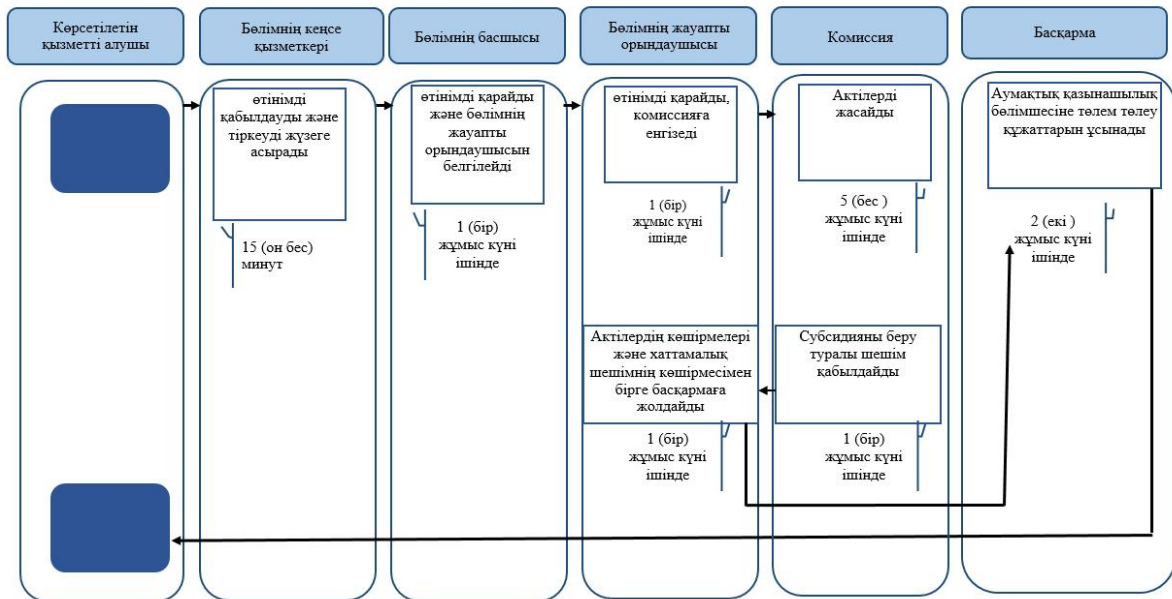 Көрсетілетін
қызметті алушы
Бөлімнің кеңсе
қызметкері
Бөлімнің басшысы
Бөлімнің жауапты
орындаушысы
Комиссия
Басқарма
өтінімді
қабылдауды және
тіркеуді жүзеге
асырады
15 (он бес)
минут
өтінімді қарайды
және бөлімнің
жауапты
орындаушысын
белгілейді
1 (бір)
жұмыс күні
ішінде
өтінімді қарайды,
комиссияға
енгізеді
1 (бір)
жұмыс күні
ішінде
Актілерді
жасайды
5 (бес )
жұмыс күні
ішінде
Аумақтық қазынашылық
бөлімшесіне төлем төлеу
құжаттарын ұсынады
2 (екі )
жұмыс күні
ішінде
Актілердің көшірмелері
және хаттамалық
шешімнің көшірмесімен
бірге басқармаға
жолдайды
1 (бір)
жұмыс күні
ішінде
Субсидияны беру
туралы шешім
қабылдайды
1 (бір)
жұмыс күні
ішінде